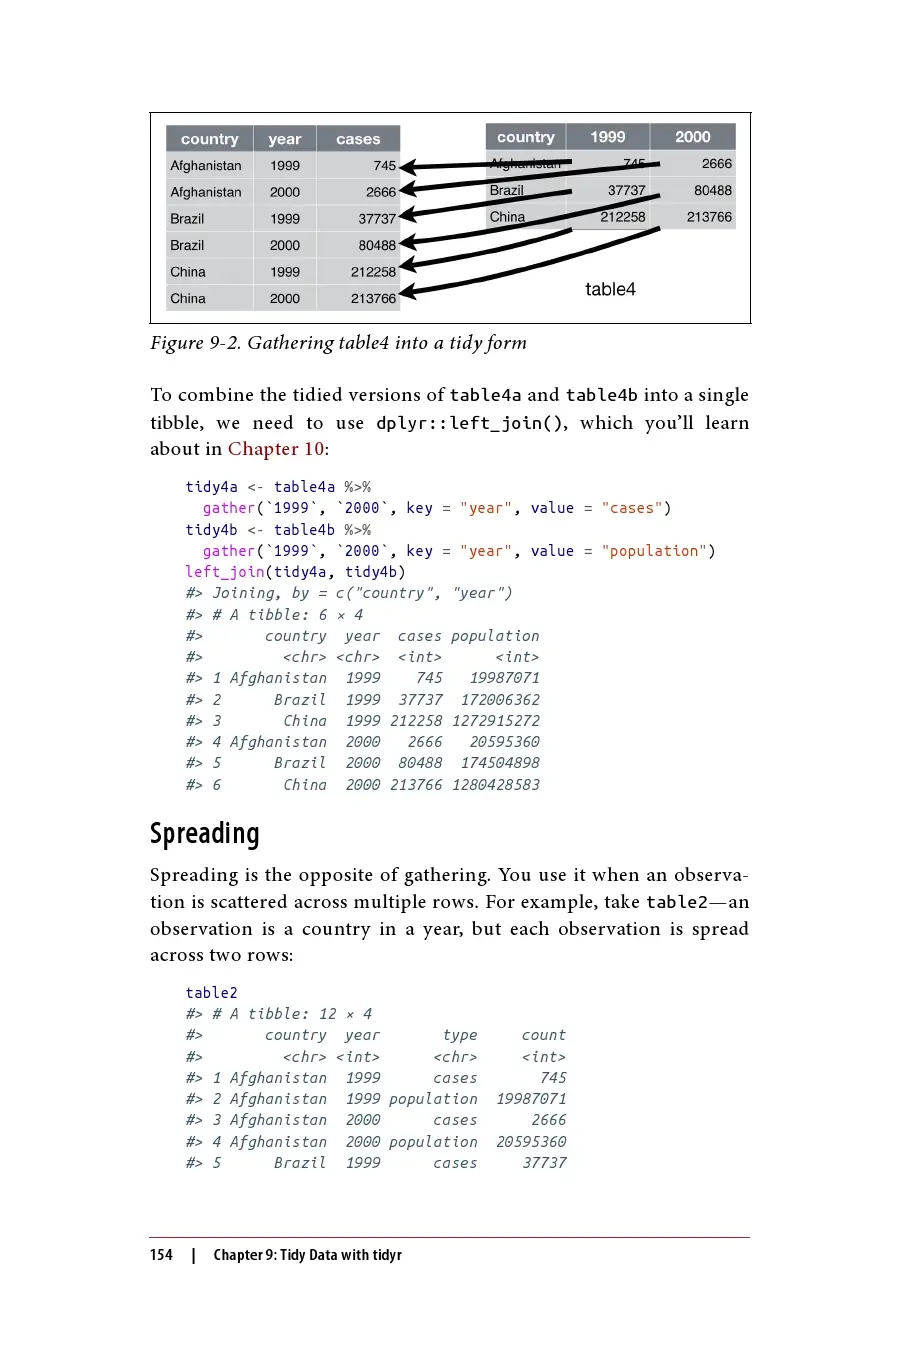 country year cases
Afghanistan 1999 745
Afghanistan 2000 2666
Brazil 1999 37737
Brazil 2000 80488
China 1999 212258
China 2000 213766
country 1999 2000
Afghanistan 745 2666
Brazil 37737 80488
China 212258 213766
table4
Figure 9-2. Gathering table4 into a tidy form
To combine the tidied versions of table4a and table4b into a single
tibble, we need to use dplyr::left_join(), which you’ll learn
about in Chapter 10:
tidy4a <- table4a %>%
  gather(`1999`, `2000`, key = "year", value = "cases")
tidy4b <- table4b %>%
  gather(`1999`, `2000`, key = "year", value = "population")
left_join(tidy4a, tidy4b)
#> Joining, by = c("country", "year")
#> # A tibble: 6 × 4
#>       country  year  cases population
#>         <chr> <chr>  <int>      <int>
#> 1 Afghanistan  1999    745   19987071
#> 2      Brazil  1999  37737  172006362
#> 3       China  1999 212258 1272915272
#> 4 Afghanistan  2000   2666   20595360
#> 5      Brazil  2000  80488  174504898
#> 6       China  2000 213766 1280428583
Spreading
Spreading is the opposite of gathering. You use it when an observa-
tion is scattered across multiple rows. For example, take table2—an
observation is a country in a year, but each observation is spread
across two rows:
table2
#> # A tibble: 12 × 4
#>       country  year       type     count
#>         <chr> <int>      <chr>     <int>
#> 1 Afghanistan  1999      cases       745
#> 2 Afghanistan  1999 population  19987071
#> 3 Afghanistan  2000      cases      2666
#> 4 Afghanistan  2000 population  20595360
#> 5      Brazil  1999      cases     37737
154 | Chapter 9: Tidy Data with tidyr